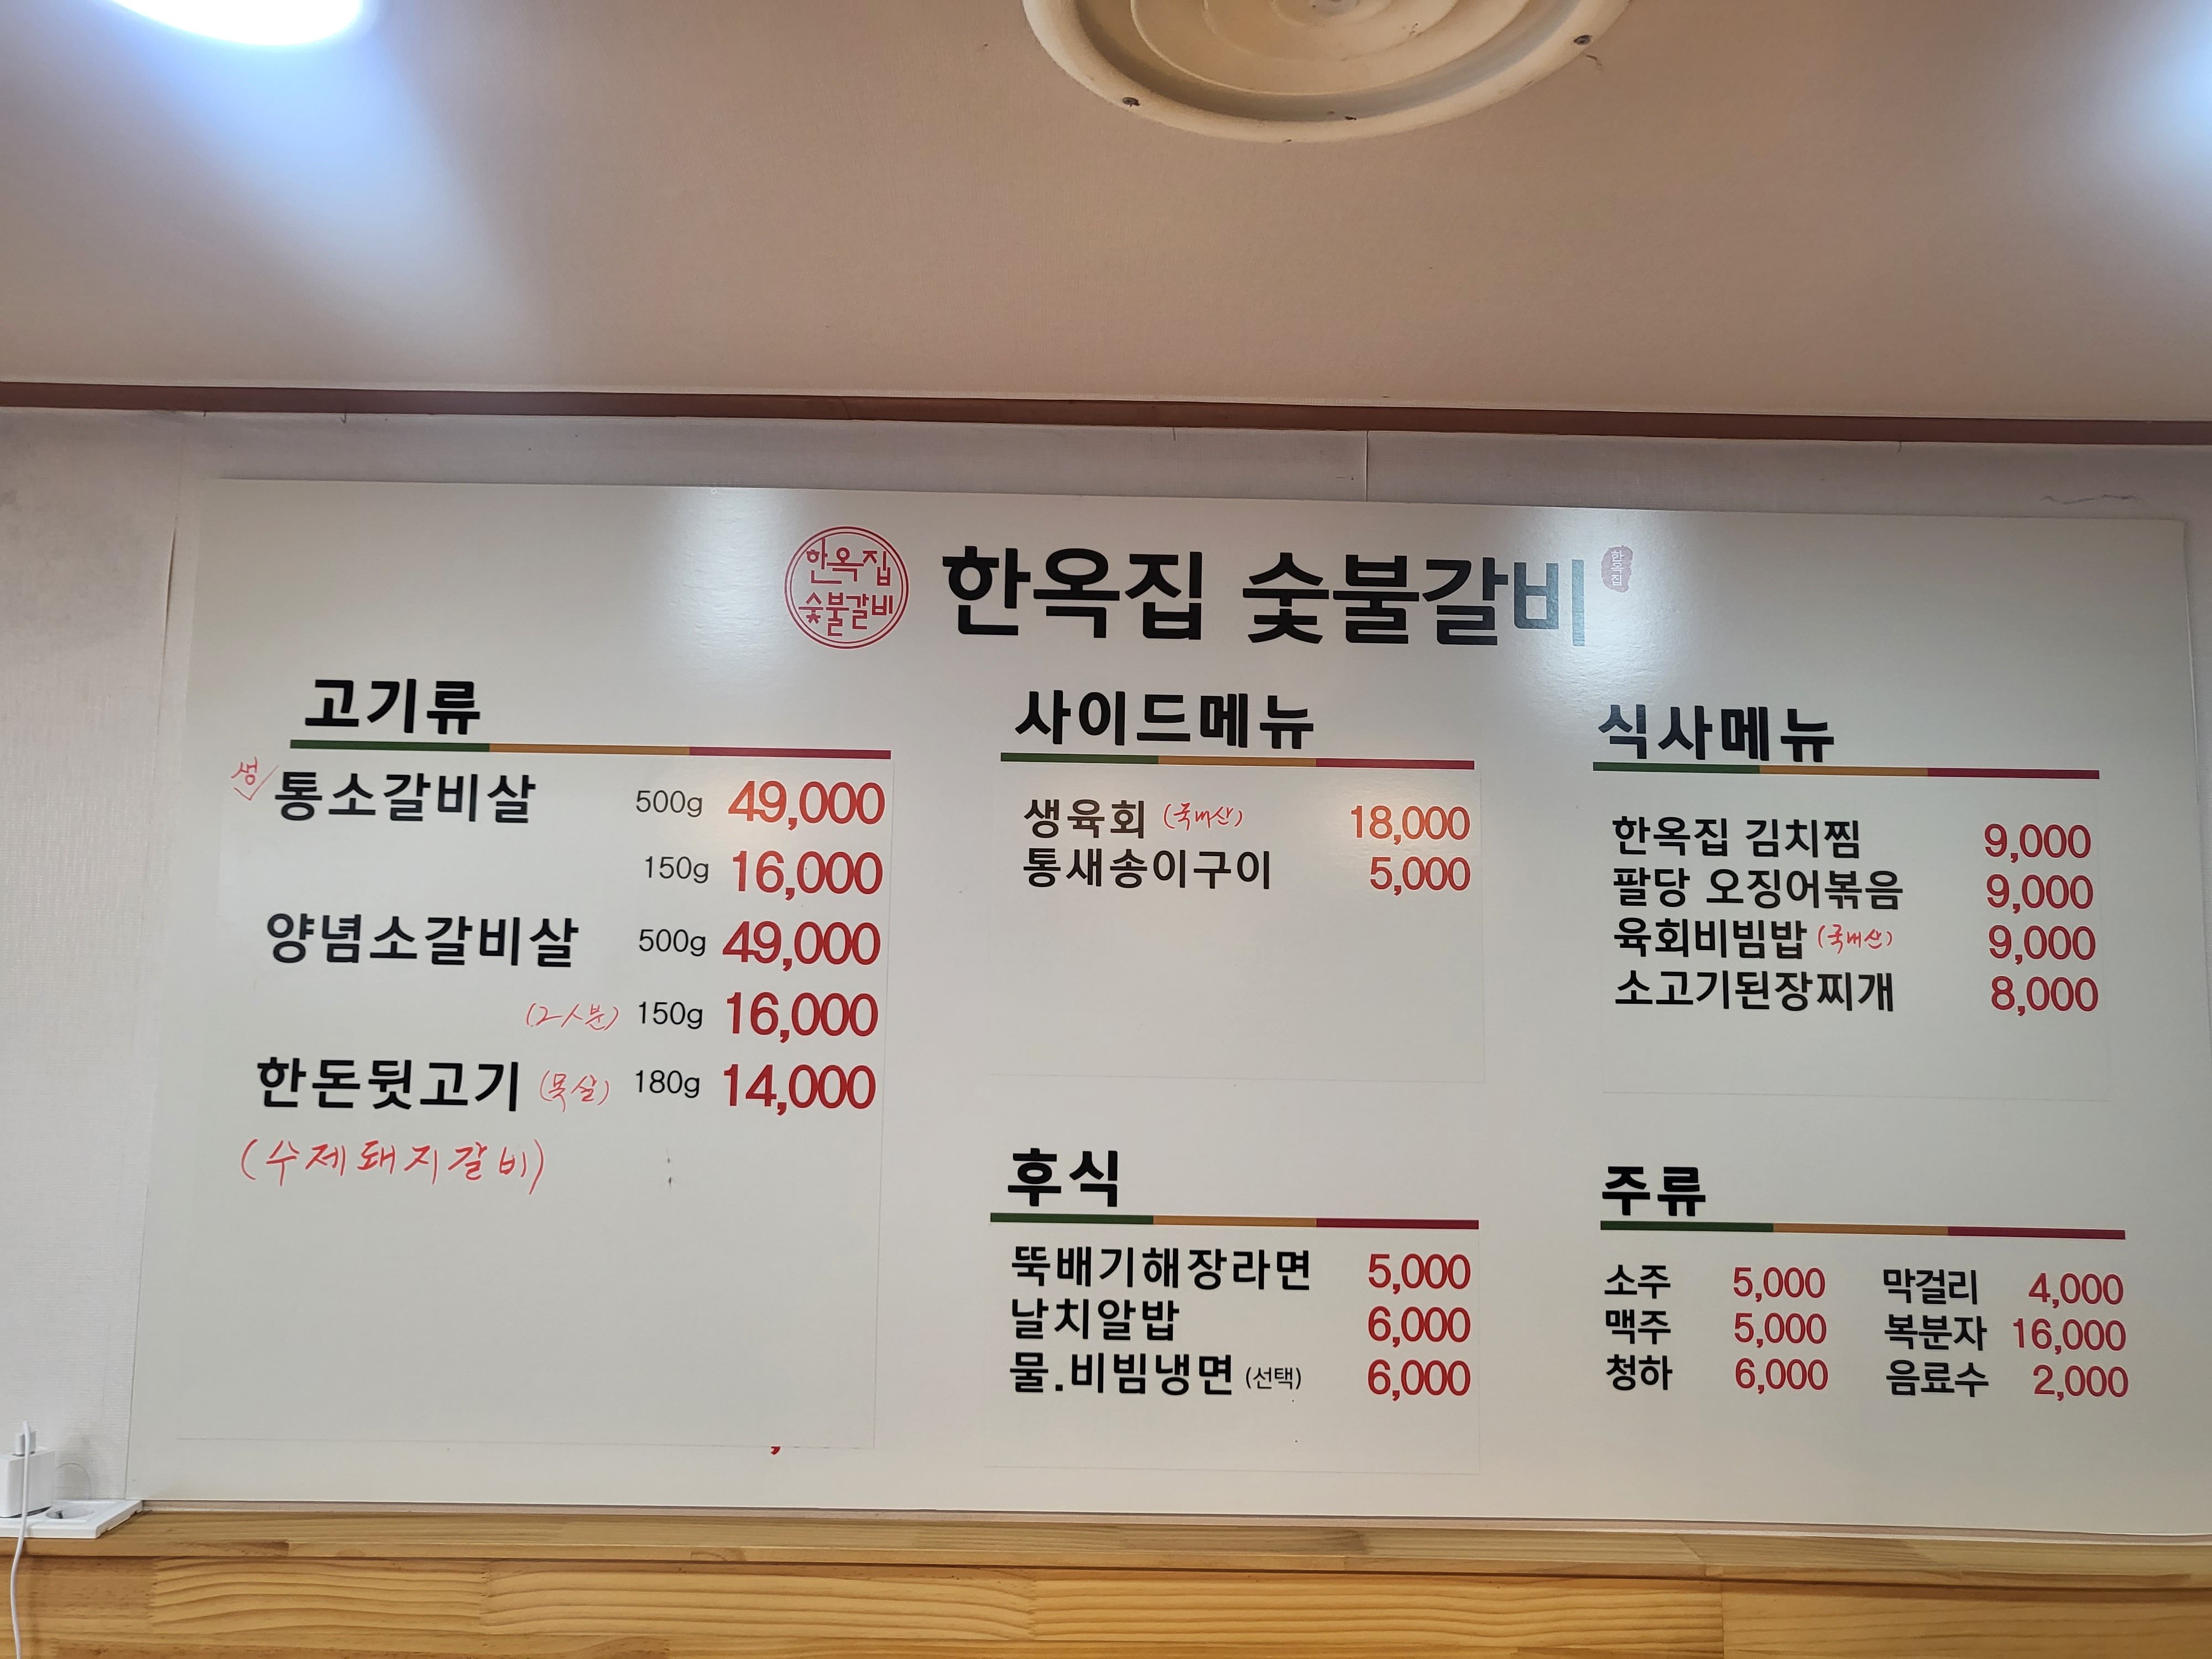 한옥집
숯불갈비
한옥집 숯불갈비
한옥집
고기류
생 통소갈비살 500g 49,000
150g 16,000
양념소갈비살 500g 49,000
(2人분) 150g 16,000
한돈뒷고기 (목살) 180g 14,000
(수제돼지갈비)
사이드메뉴
생육회 (국내산) 18,000
통새송이구이 5,000
식사메뉴
한옥집 김치찜 9,000
팔당 오징어볶음 9,000
육회비빔밥 (국내산) 9,000
소고기된장찌개 8,000
후식
뚝배기해장라면 5,000
날치알밥 6,000
물.비빔냉면 (선택) 6,000
주류
소주 5,000 막걸리 4,000
맥주 5,000 복분자 16,000
청하 6,000 음료수 2,000